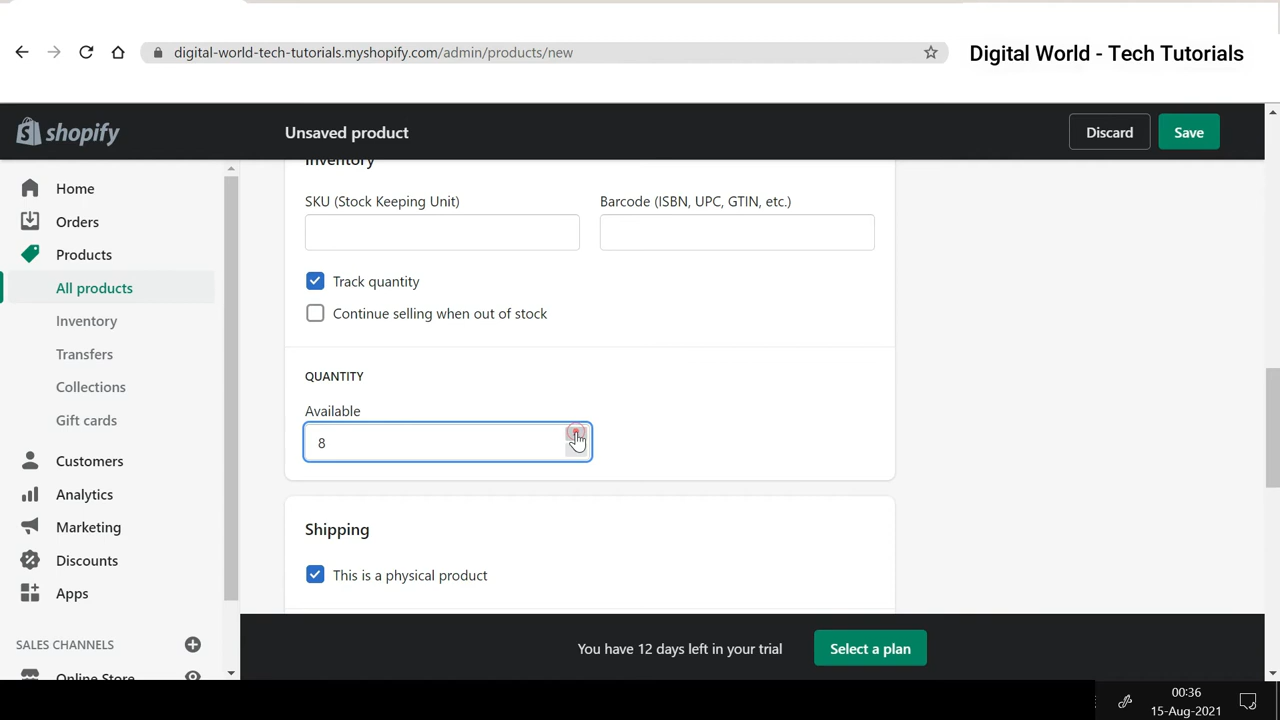 digital-world-tech-tutorials.myshopify.com/admin/products/new
Digital World - Tech Tutorials
shopify
Unsaved product
Discard
Save
Home
Orders
Products
All products
Inventory
Transfers
Collections
Gift cards
Customers
Analytics
Marketing
Discounts
Apps
SALES CHANNELS
Online Store
Inventory
SKU (Stock Keeping Unit)
Barcode (ISBN, UPC, GTIN, etc.)
Track quantity
Continue selling when out of stock
QUANTITY
Available
8
Shipping
This is a physical product
You have 12 days left in your trial
Select a plan
00:36
15-Aug-2021